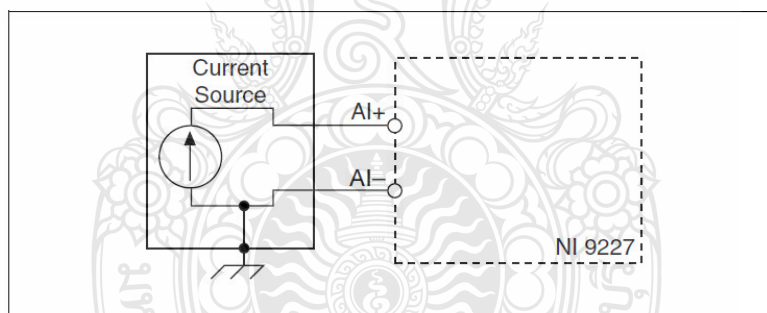 Current
Source
AI+
AI–
NI 9227